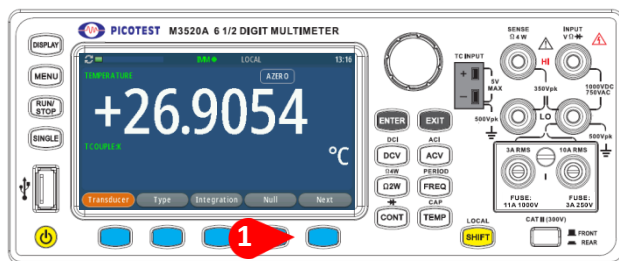 PICOTEST M3520A 6 1/2 DIGIT MULTIMETER
DISPLAY
MENU
RUN/
STOP
SINGLE
IMM LOCAL 13:16
TEMPERATURE
AZERO
+26.9054
TCOUPLE:K
°C
Transducer Type Integration Null Next
1
ENTER EXIT
DCI ACI
DCV ACV
Ω4W PERIOD
Ω2W FREQ
CAP
CONT TEMP
LOCAL
SHIFT
TC INPUT
+
−
5V
MAX
SENSE
Ω 4 W
INPUT
V Ω
HI
350Vpk
1000VDC
750VAC
LO
500Vpk
500Vpk
3A RMS 10A RMS
I
FUSE:
11A 1000V
FUSE:
3A 250V
CAT II (300V)
FRONT
REAR